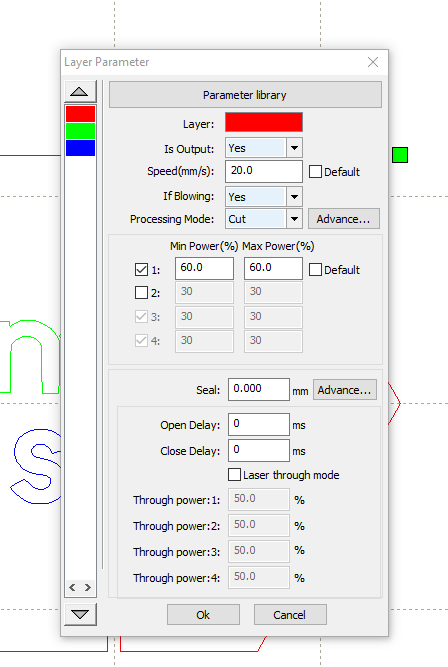 Layer Parameter
Parameter library
Layer:
Is Output: Yes
Speed(mm/s): 20.0 Default
If Blowing: Yes
Processing Mode: Cut Advance...
Min Power(%) Max Power(%)
1: 60.0 60.0 Default
2: 30 30
3: 30 30
4: 30 30
Seal: 0.000 mm Advance...
Open Delay: 0 ms
Close Delay: 0 ms
Laser through mode
Through power:1: 50.0 %
Through power:2: 50.0 %
Through power:3: 50.0 %
Through power:4: 50.0 %
Ok Cancel
n
s